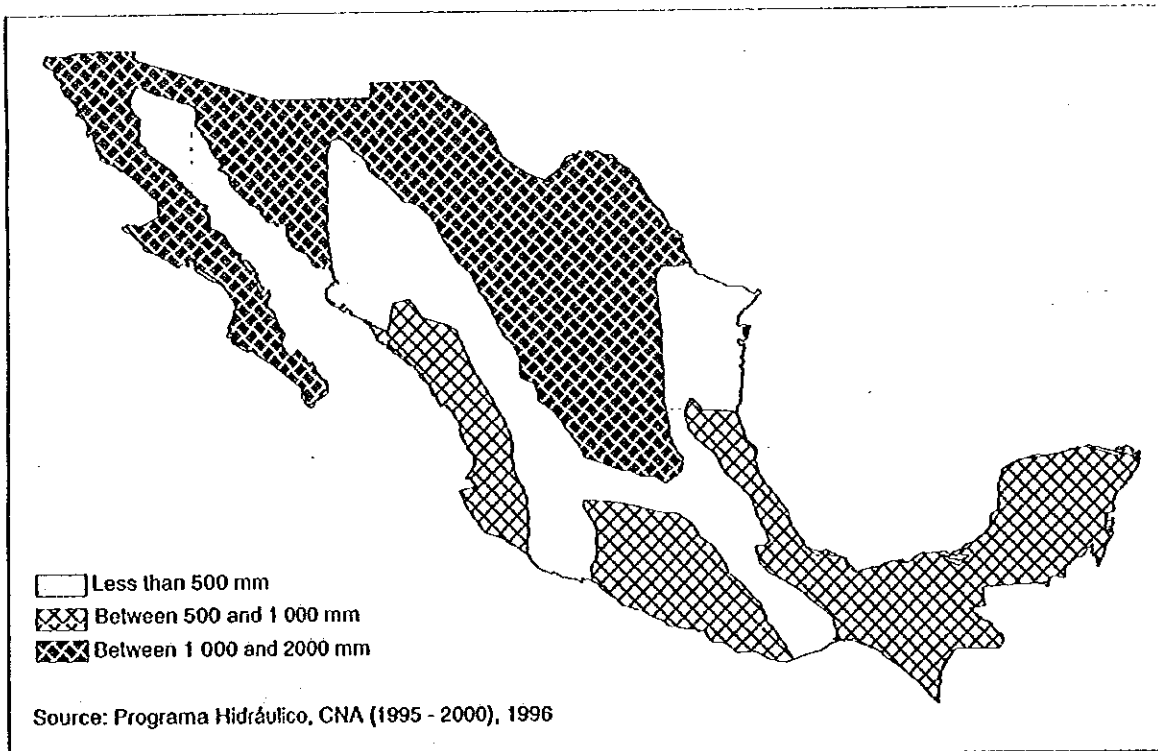 Less than 500 mm
Between 500 and 1 000 mm
Between 1 000 and 2000 mm
Source: Programa Hidráulico, CNA (1995 - 2000), 1996